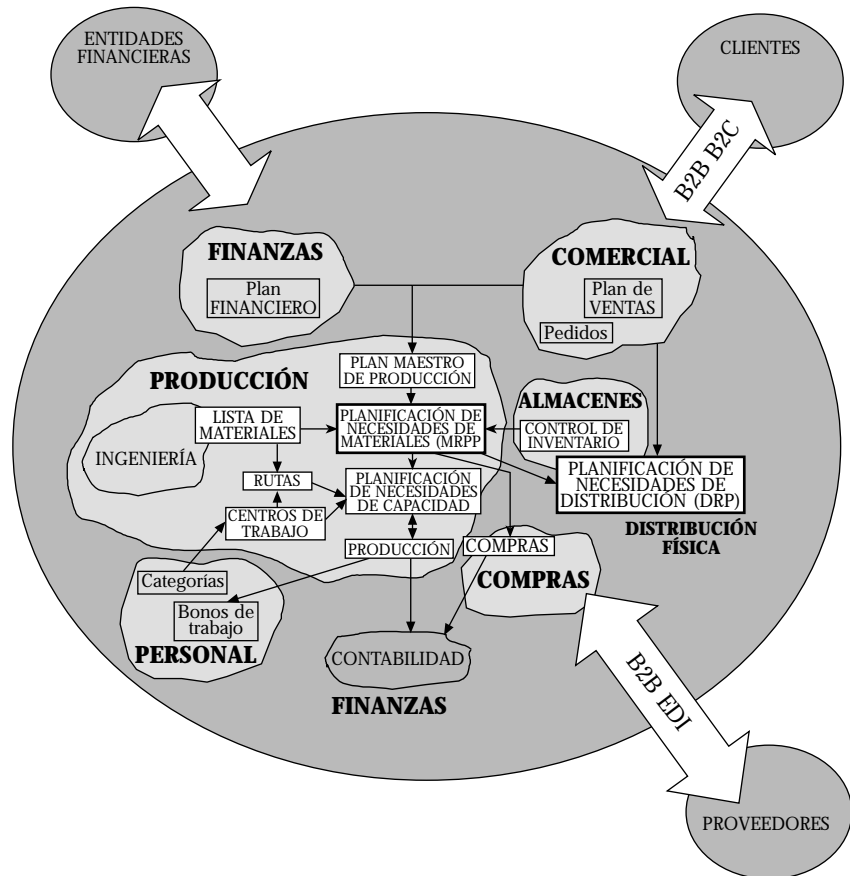 ENTIDADES
FINANCIERAS
CLIENTES
B2B B2C
FINANZAS
Plan
FINANCIERO
COMERCIAL
Plan de
VENTAS
Pedidos
PRODUCCIÓN
PLAN MAESTRO
DE PRODUCCIÓN
ALMACENES
LISTA DE
MATERIALES
PLANIFICACIÓN DE
NECESIDADES DE
MATERIALES (MRPP
CONTROL DE
INVENTARIO
INGENIERÍA
RUTAS
PLANIFICACIÓN
DE NECESIDADES
DE CAPACIDAD
PLANIFICACIÓN DE
NECESIDADES DE
DISTRIBUCIÓN (DRP)
CENTROS DE
TRABAJO
DISTRIBUCIÓN
FÍSICA
PRODUCCIÓN
COMPRAS
COMPRAS
Categorías
Bonos de
trabajo
PERSONAL
CONTABILIDAD
FINANZAS
B2B EDI
PROVEEDORES